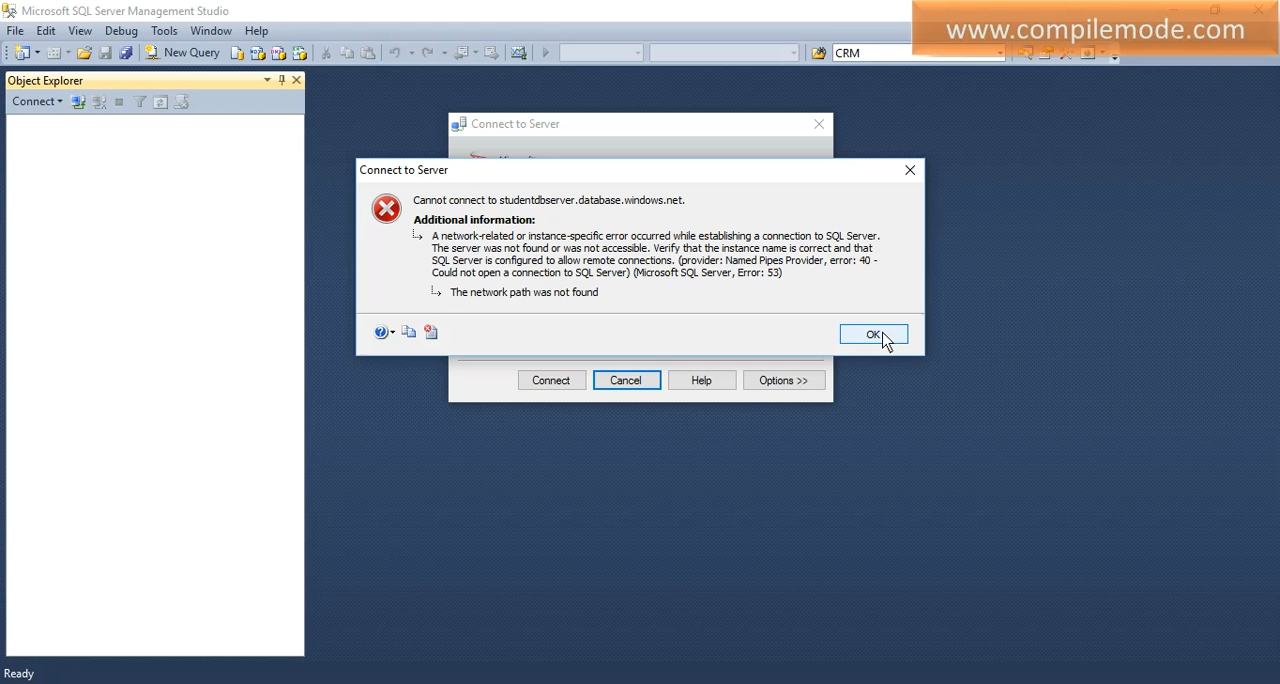 Microsoft SQL Server Management Studio
www.compilemode.com
File Edit View Debug Tools Window Help
New Query
CRM
Object Explorer
Connect
Connect to Server
Connect to Server
Cannot connect to studentdbserver.database.windows.net.
Additional information:
A network-related or instance-specific error occurred while establishing a connection to SQL Server.
The server was not found or was not accessible. Verify that the instance name is correct and that
SQL Server is configured to allow remote connections. (provider: Named Pipes Provider, error: 40 -
Could not open a connection to SQL Server) (Microsoft SQL Server, Error: 53)
The network path was not found
OK
Connect Cancel Help Options >>
Ready